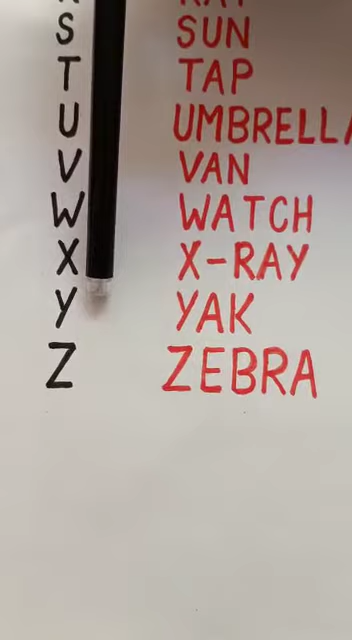 S SUN
T TAP
U UMBRELLA
V VAN
W WATCH
X X-RAY
Y YAK
Z ZEBRA